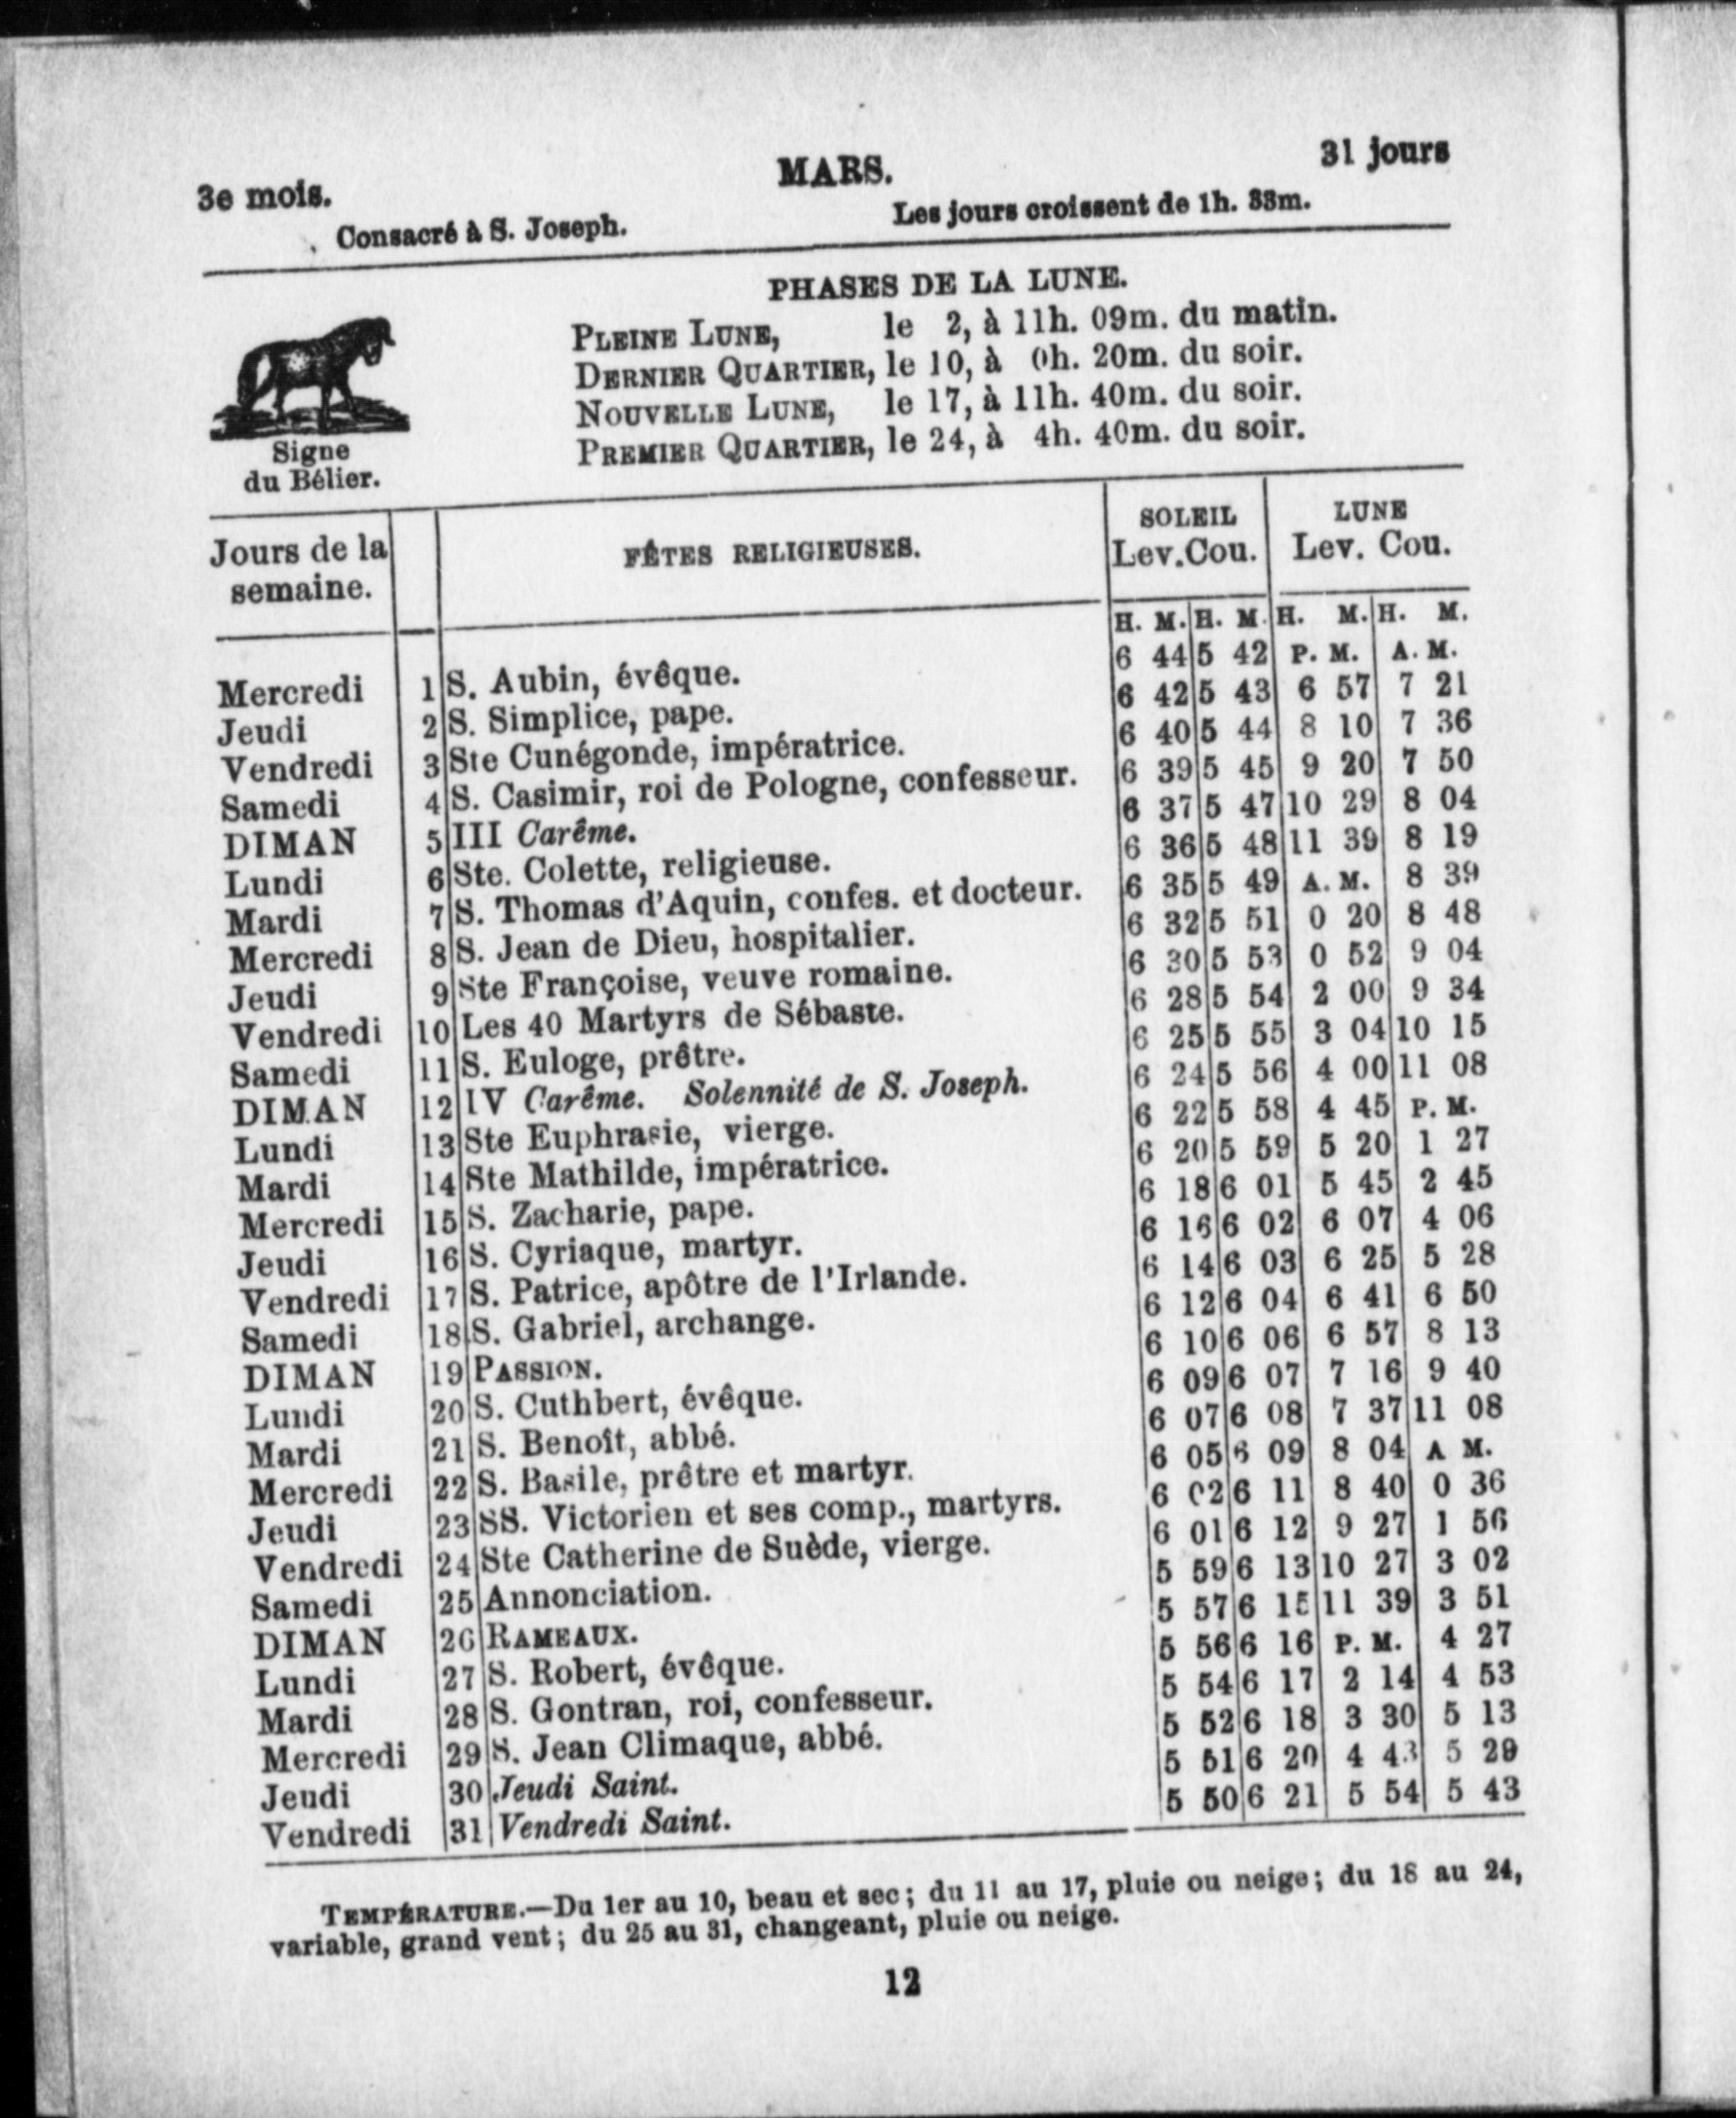 3e mois.
MARS.
31 jours
Consacré à S. Joseph.
Les jours croissent de 1h. 33m.
PHASES DE LA LUNE.
PLEINE LUNE, le 2, à 11h. 09m. du matin.
DERNIER QUARTIER, le 10, à 0h. 20m. du soir.
NOUVELLE LUNE, le 17, à 11h. 40m. du soir.
PREMIER QUARTIER, le 24, à 4h. 40m. du soir.
Signe
du Bélier.
Jours de la
semaine.
FÊTES RELIGIEUSES.
SOLEIL
Lev. Cou.
LUNE
Lev. Cou.
H. M. H. M. H. M. H. M.
Mercredi 1 S. Aubin, évêque. 6 44 5 42 P. M. A. M.
Jeudi 2 S. Simplice, pape. 6 42 5 43 6 57 7 21
Vendredi 3 Ste Cunégonde, impératrice. 6 40 5 44 8 10 7 36
Samedi 4 S. Casimir, roi de Pologne, confesseur. 6 39 5 45 9 20 7 50
DIMAN 5 III Carême. 6 37 5 47 10 29 8 04
Lundi 6 Ste. Colette, religieuse. 6 36 5 48 11 39 8 19
Mardi 7 S. Thomas d'Aquin, confes. et docteur. 6 35 5 49 A. M. 8 39
Mercredi 8 S. Jean de Dieu, hospitalier. 6 32 5 51 0 20 8 48
Jeudi 9 Ste Françoise, veuve romaine. 6 30 5 53 0 52 9 04
Vendredi 10 Les 40 Martyrs de Sébaste. 6 28 5 54 2 00 9 34
Samedi 11 S. Euloge, prêtre. 6 25 5 55 3 04 10 15
DIMAN 12 IV Carême. Solennité de S. Joseph. 6 24 5 56 4 00 11 08
Lundi 13 Ste Euphrasie, vierge. 6 22 5 58 4 45 P. M.
Mardi 14 Ste Mathilde, impératrice. 6 20 5 59 5 20 1 27
Mercredi 15 S. Zacharie, pape. 6 18 6 01 5 45 2 45
Jeudi 16 S. Cyriaque, martyr. 6 16 6 02 6 07 4 06
Vendredi 17 S. Patrice, apôtre de l'Irlande. 6 14 6 03 6 25 5 28
Samedi 18 S. Gabriel, archange. 6 12 6 04 6 41 6 50
DIMAN 19 PASSION. 6 10 6 06 6 57 8 13
Lundi 20 S. Cuthbert, évêque. 6 09 6 07 7 16 9 40
Mardi 21 S. Benoît, abbé. 6 07 6 08 7 37 11 08
Mercredi 22 S. Basile, prêtre et martyr. 6 05 6 09 8 04 A M.
Jeudi 23 SS. Victorien et ses comp., martyrs. 6 02 6 11 8 40 0 36
Vendredi 24 Ste Catherine de Suède, vierge. 6 01 6 12 9 27 1 56
Samedi 25 Annonciation. 5 59 6 13 10 27 3 02
DIMAN 26 RAMEAUX. 5 57 6 15 11 39 3 51
Lundi 27 S. Robert, évêque. 5 56 6 16 P. M. 4 27
Mardi 28 S. Gontran, roi, confesseur. 5 54 6 17 2 14 4 53
Mercredi 29 S. Jean Climaque, abbé. 5 52 6 18 3 30 5 13
Jeudi 30 Jeudi Saint. 5 51 6 20 4 43 5 29
Vendredi 31 Vendredi Saint. 5 50 6 21 5 54 5 43
TEMPÉRATURE.—Du 1er au 10, beau et sec; du 11 au 17, pluie ou neige; du 18 au 24,
variable, grand vent; du 25 au 31, changeant, pluie ou neige.
12